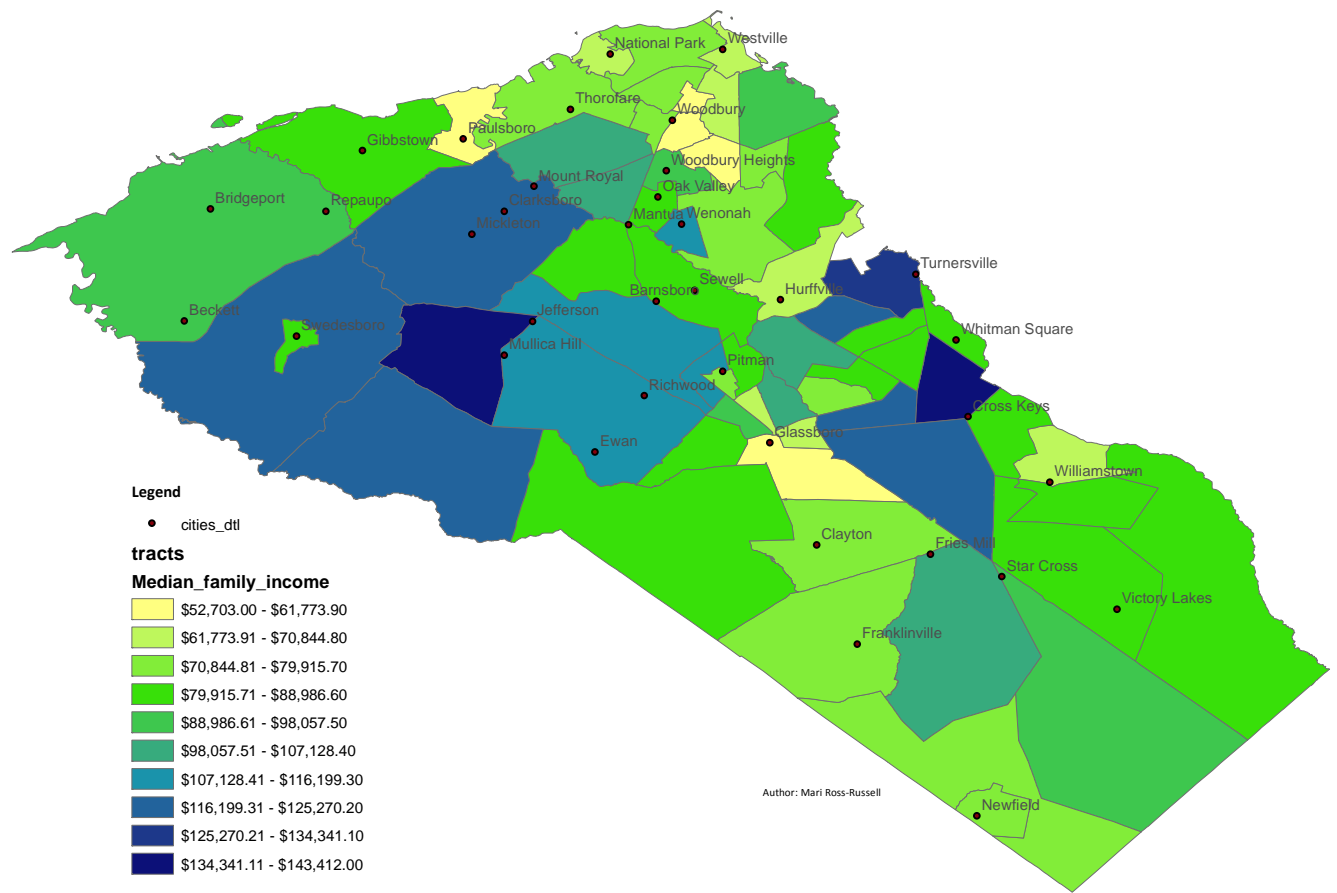 National Park
Westville
Thorofare
Woodbury
Paulsboro
Gibbstown
Woodbury Heights
Mount Royal
Oak Valley
Bridgeport
Repaupo
Clarksboro
Mantua
Wenonah
Mickleton
Turnersville
Sewell
Barnsboro
Hurffville
Beckett
Swedesboro
Jefferson
Whitman Square
Mullica Hill
Pitman
Richwood
Cross Keys
Glassboro
Ewan
Williamstown
Clayton
Fries Mill
Star Cross
Victory Lakes
Franklinville
Newfield
Legend
cities_dtl
tracts
Median_family_income
$52,703.00 - $61,773.90
$61,773.91 - $70,844.80
$70,844.81 - $79,915.70
$79,915.71 - $88,986.60
$88,986.61 - $98,057.50
$98,057.51 - $107,128.40
$107,128.41 - $116,199.30
$116,199.31 - $125,270.20
$125,270.21 - $134,341.10
$134,341.11 - $143,412.00
Author: Mari Ross-Russell